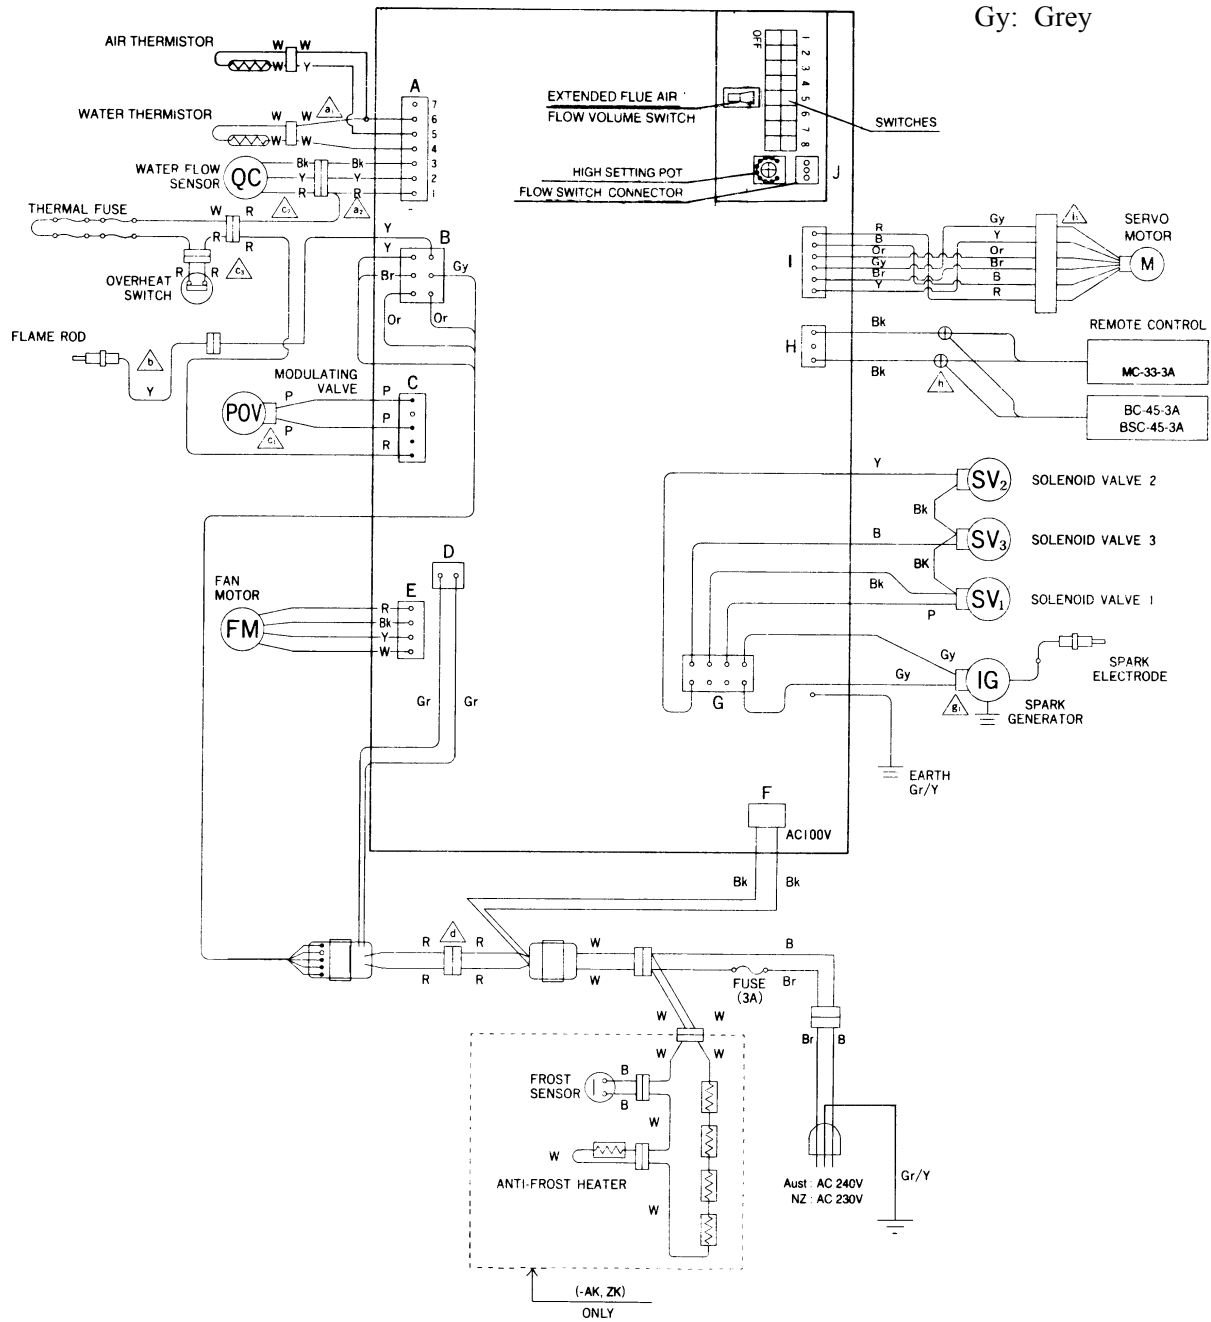 Gy: Grey
AIR THERMISTOR
W W
W Y
A
7
6
5
4
3
2
1
WATER THERMISTOR
W W
W W
a₁
WATER FLOW
SENSOR
QC
Bk Bk
Y Y
R R
c₂
a₂
THERMAL FUSE
W R
R R
R R
OVERHEAT
SWITCH
c₃
Y
Y
B
Br
Gy
Or Or
FLAME ROD
b
Y
MODULATING
VALVE
POV
P P
P P
R
C
c₁
FAN
MOTOR
FM
R
Bk
Y
W
E
D
Gr Gr
OFF
1
2
3
4
5
6
7
8
EXTENDED FLUE AIR
FLOW VOLUME SWITCH
SWITCHES
HIGH SETTING POT
FLOW SWITCH CONNECTOR
J
I
R
B
Or
Gy
Br
Y
Gy
Y
Or
Br
B
R
i₁
SERVO
MOTOR
M
H
Bk
Bk
h
REMOTE CONTROL
MC-33-3A
BC-45-3A
BSC-45-3A
Y
SV₂
SOLENOID VALVE 2
Bk
B
SV₃
SOLENOID VALVE 3
BK
Bk
P
SV₁
SOLENOID VALVE 1
G
Gy
Gy
IG
g₁
SPARK
ELECTRODE
SPARK
GENERATOR
EARTH
Gr/Y
F
AC100V
Bk Bk
R R
R R
d
W
W
B
FUSE
(3A)
Br
W W
W W
Br B
FROST
SENSOR
B
B
W
W
ANTI-FROST HEATER
W
Aust: AC 240V
NZ: AC 230V
Gr/Y
(-AK, ZK)
ONLY